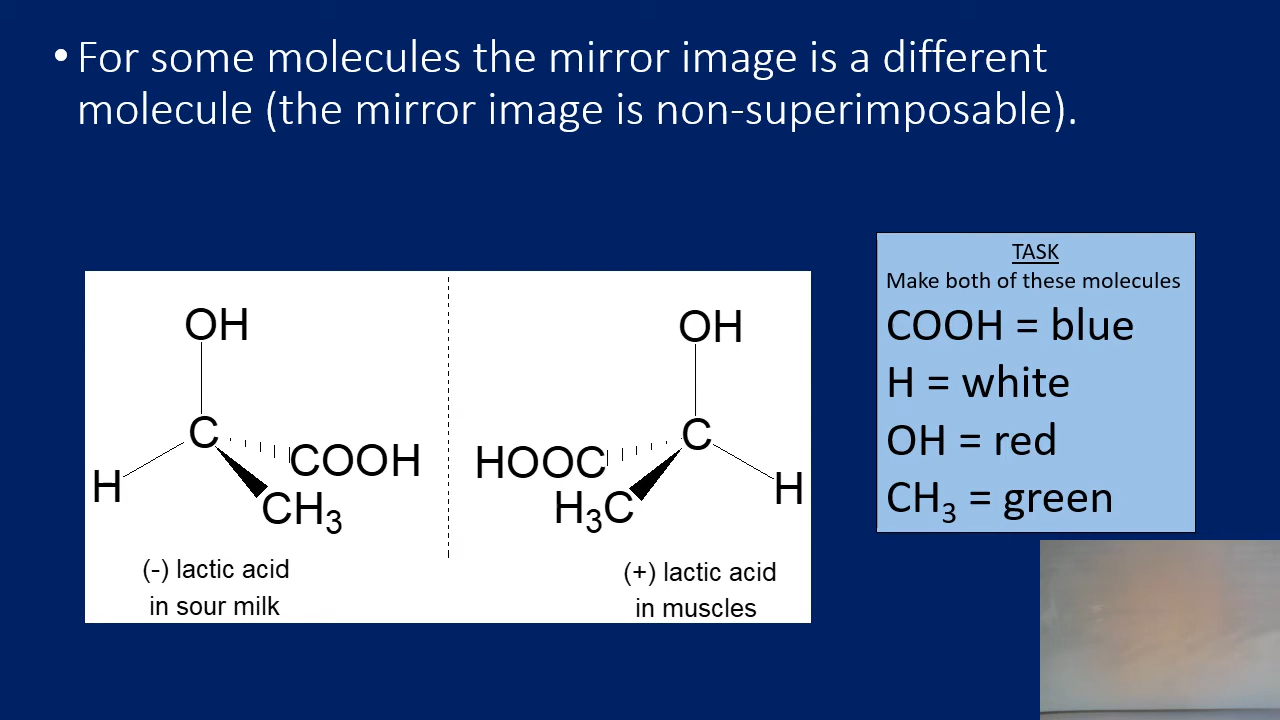 • For some molecules the mirror image is a different
molecule (the mirror image is non-superimposable).
OH
C
H
COOH
CH₃
(-) lactic acid
in sour milk
OH
C
HOOC
H₃C
H
(+) lactic acid
in muscles
TASK
Make both of these molecules
COOH = blue
H = white
OH = red
CH₃ = green